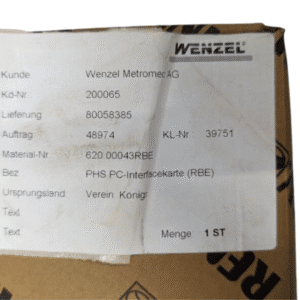 WENZEL
Kunde Wenzel Metromec AG
Kd-Nr 200065
Lieferung 80058385
Auftrag 48974 KL-Nr 39751
Material-Nr 620.00043RBE
Bez PHS PC-Interfacekarte (RBE)
Ursprungsland: Verein. Königr
Text
Text Menge: 1 ST